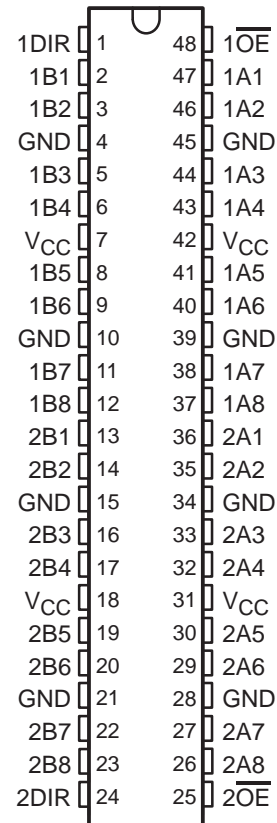 1DIR 1 48 1O̅E̅
1B1 2 47 1A1
1B2 3 46 1A2
GND 4 45 GND
1B3 5 44 1A3
1B4 6 43 1A4
VCC 7 42 VCC
1B5 8 41 1A5
1B6 9 40 1A6
GND 10 39 GND
1B7 11 38 1A7
1B8 12 37 1A8
2B1 13 36 2A1
2B2 14 35 2A2
GND 15 34 GND
2B3 16 33 2A3
2B4 17 32 2A4
VCC 18 31 VCC
2B5 19 30 2A5
2B6 20 29 2A6
GND 21 28 GND
2B7 22 27 2A7
2B8 23 26 2A8
2DIR 24 25 2O̅E̅